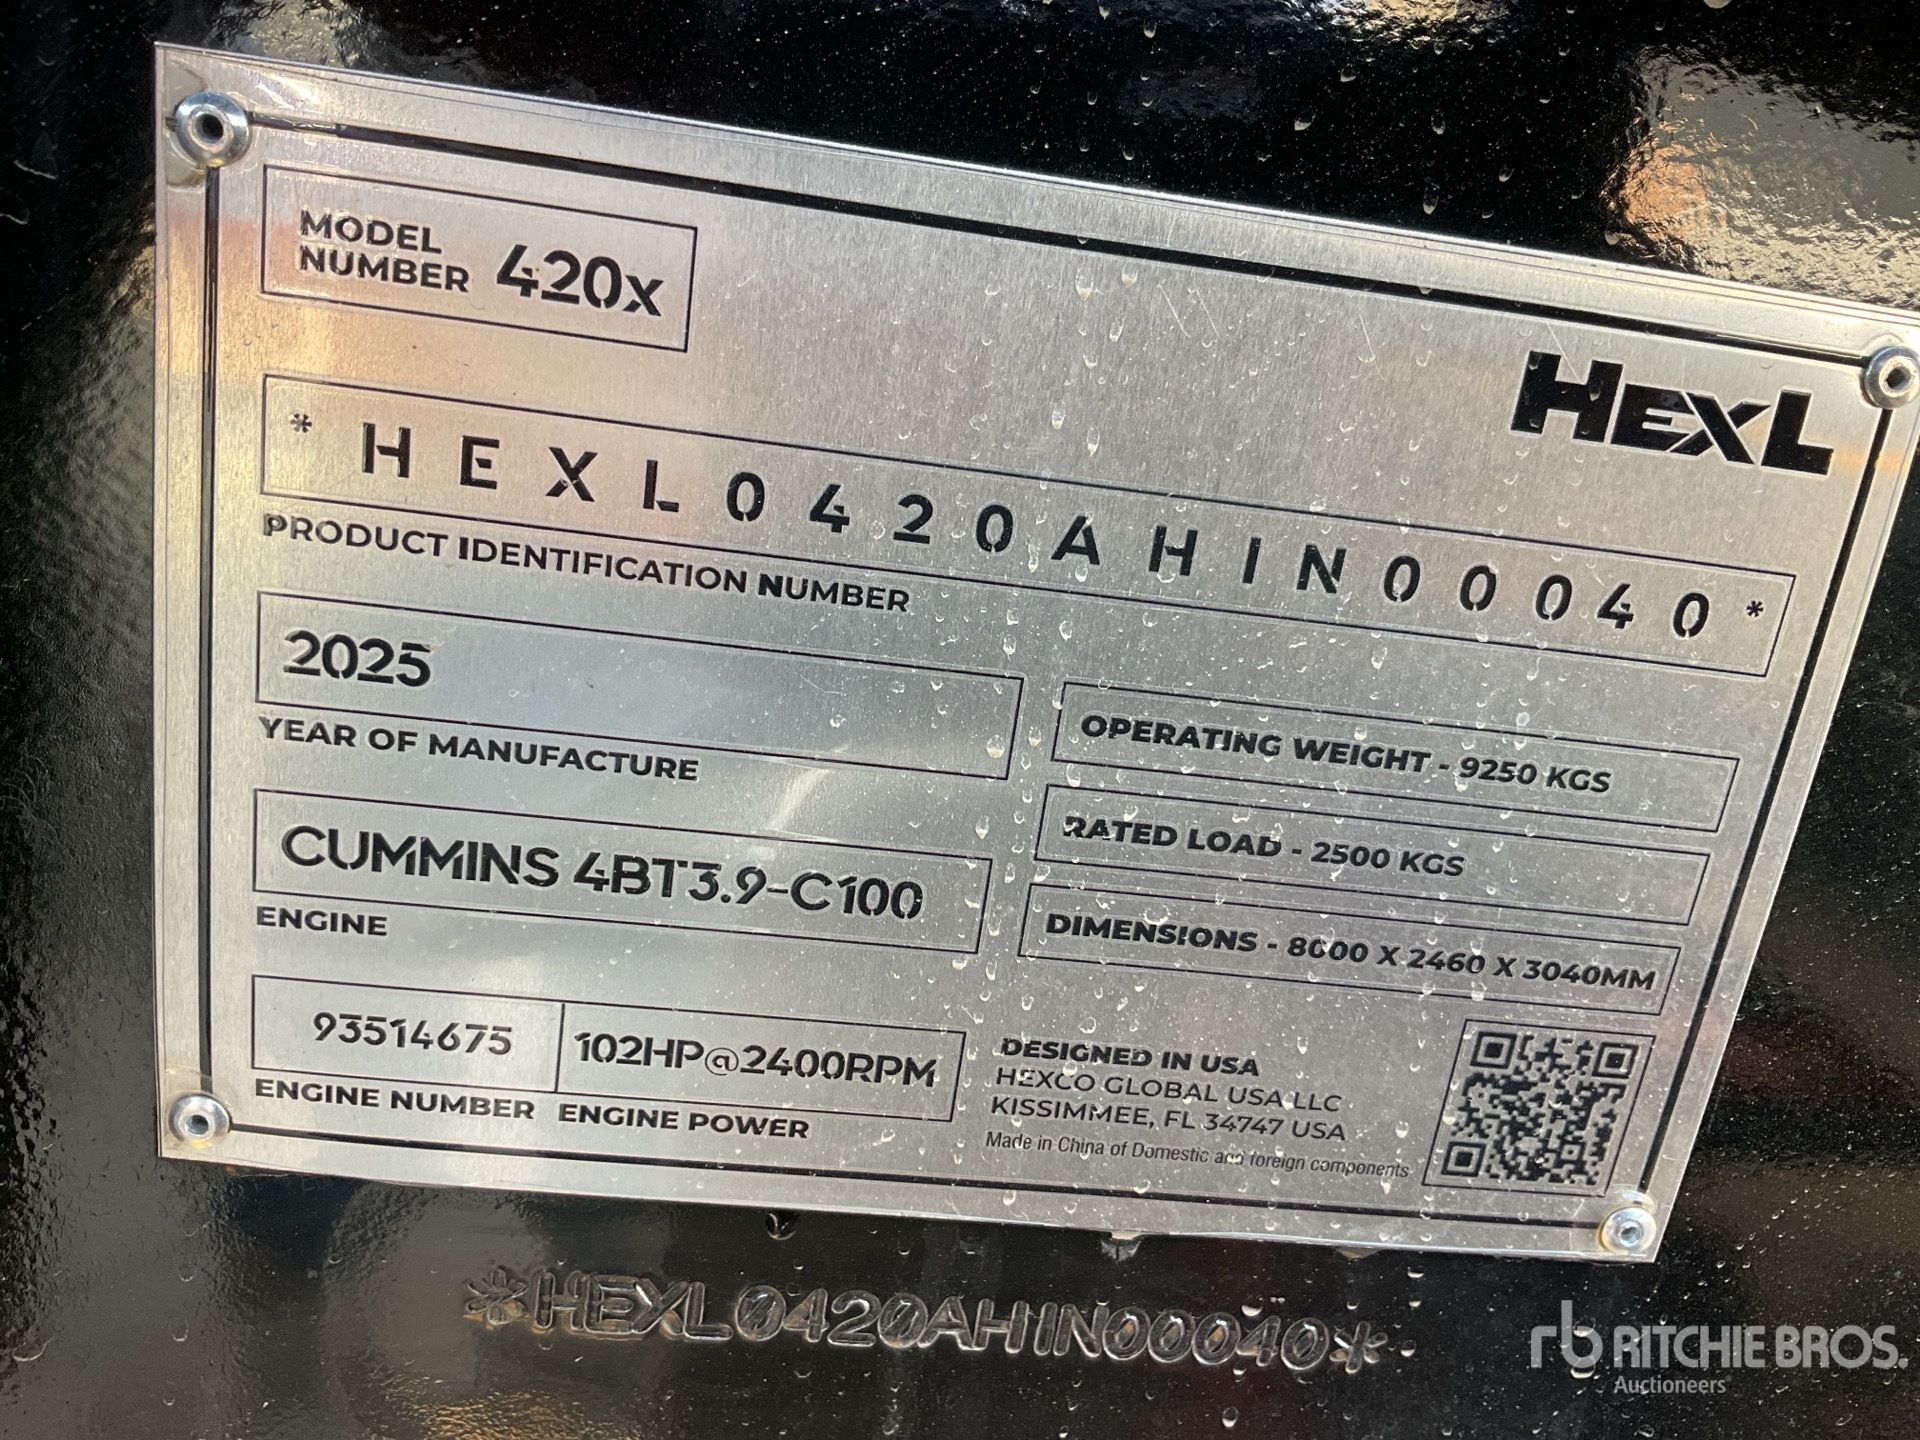 MODEL
NUMBER 420X
HEXL
*HEXL0420AHIN00040*
PRODUCT IDENTIFICATION NUMBER
2025
YEAR OF MANUFACTURE
CUMMINS 4BT3.9-C100
ENGINE
93514675
ENGINE NUMBER
102HP@2400RPM
ENGINE POWER
OPERATING WEIGHT - 9250 KGS
RATED LOAD - 2500 KGS
DIMENSIONS - 8000 X 2460 X 3040MM
DESIGNED IN USA
HEXCO GLOBAL USA LLC
KISSIMMEE, FL 34747 USA
Made in China of Domestic and foreign components
*HEXL0420AHIN00040*
rb RITCHIE BROS.
Auctioneers